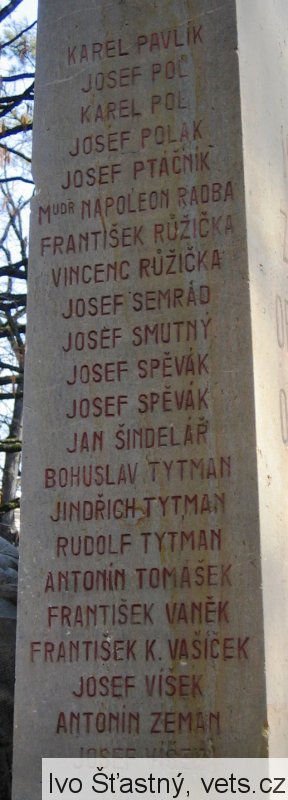 KAREL PAVLÍK
JOSEF POL
KAREL POL
JOSEF POLÁK
JOSEF PTÁČNÍK
MUDR NAPOLEON RADBA
FRANTIŠEK RŮŽIČKA
VINCENC RŮŽIČKA
JOSEF SEMRÁD
JOSEF SMUTNÝ
JOSEF SPĚVÁK
JOSEF SPĚVÁK
JAN ŠINDELÁŘ
BOHUSLAV TYTMAN
JINDŘICH TYTMAN
RUDOLF TYTMAN
ANTONÍN TOMÁŠEK
FRANTIŠEK VANĚK
FRANTIŠEK K. VAŠÍČEK
JOSEF VÍSEK
ANTONÍN ZEMAN
JOSEF
Ivo Šťastný, vets.cz